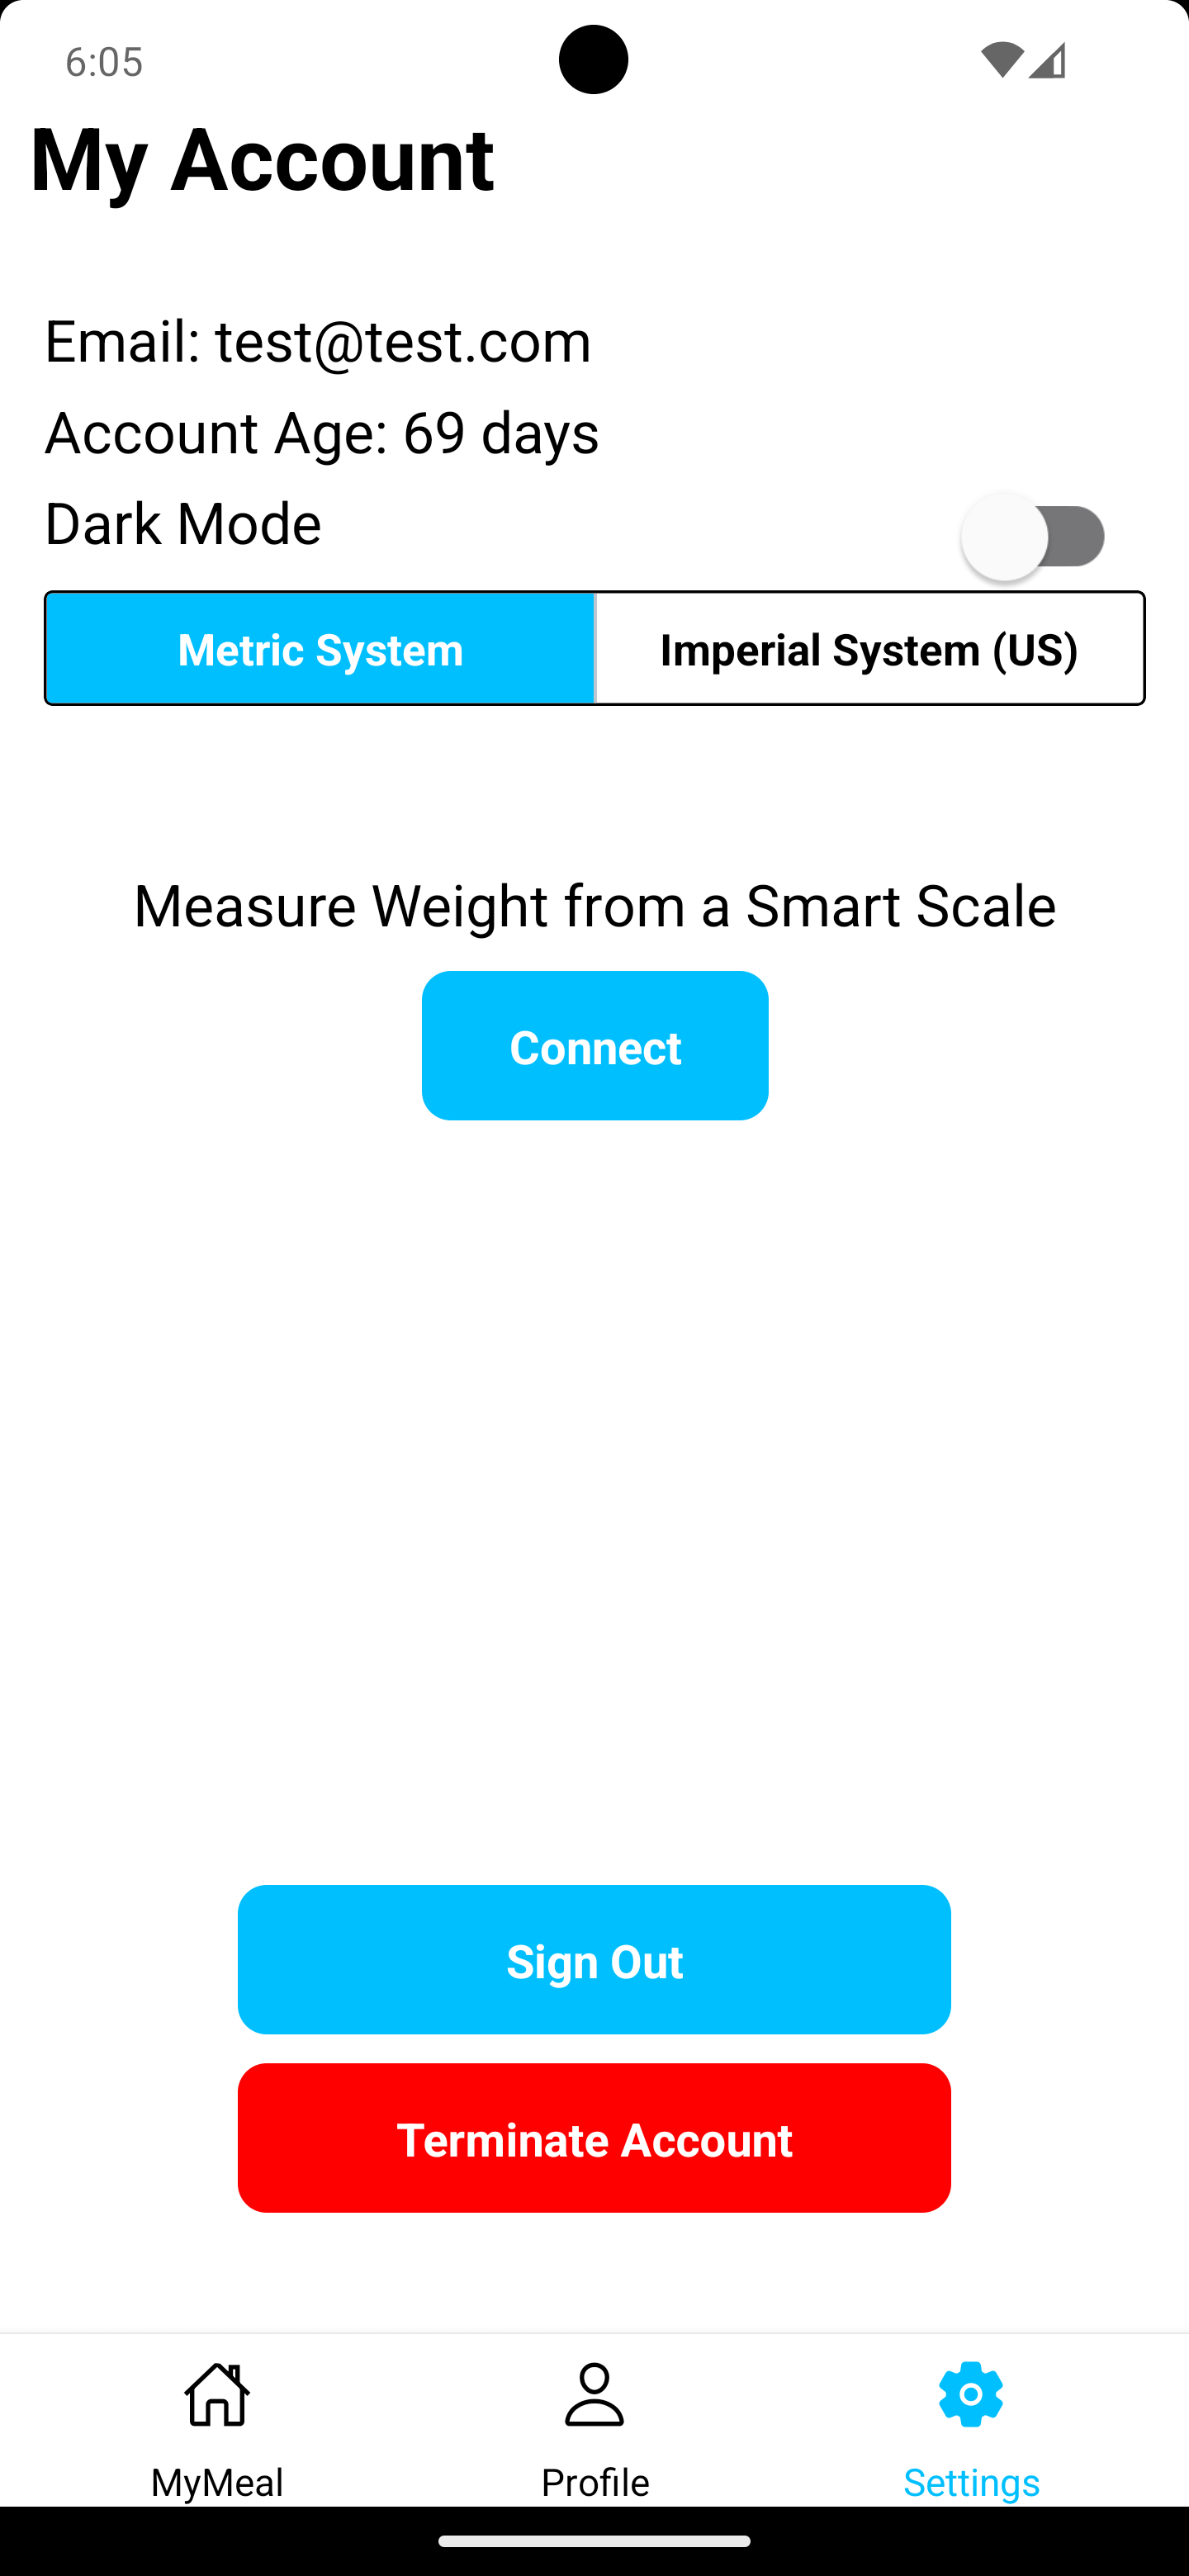 6:05
My Account
Email: test@test.com
Account Age: 69 days
Dark Mode
Metric System
Imperial System (US)
Measure Weight from a Smart Scale
Connect
Sign Out
Terminate Account
MyMeal
Profile
Settings